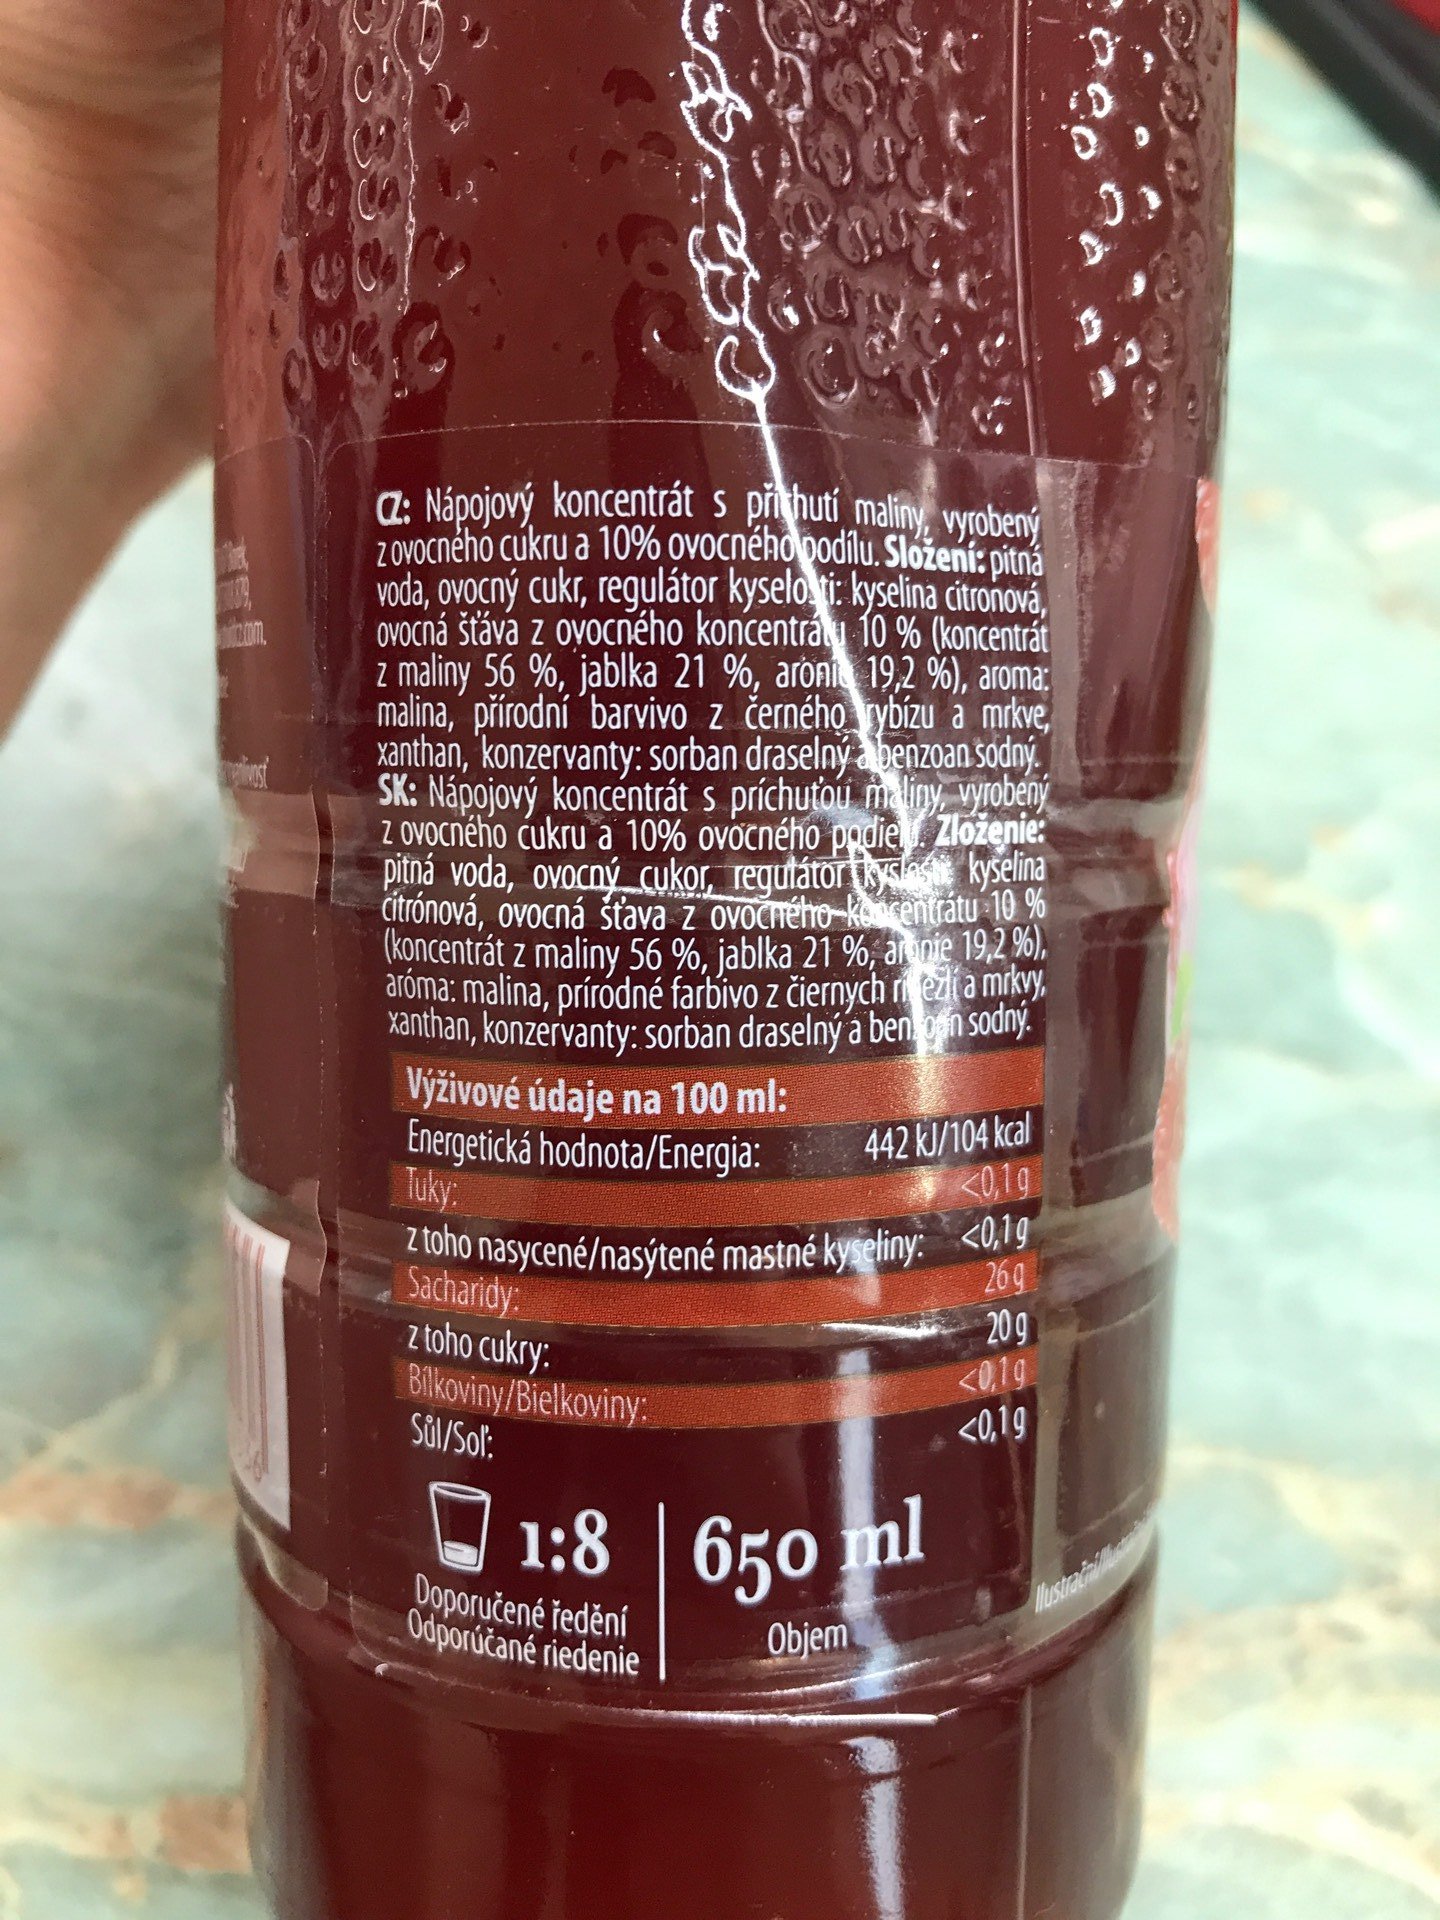 CZ: Nápojový koncentrát s příchutí maliny, vyrobený
z ovocného cukru a 10% ovocného podílu. Složení: pitná
voda, ovocný cukr, regulátor kyselosti: kyselina citronová,
ovocná šťáva z ovocného koncentrátu 10 % (koncentrát
z maliny 56 %, jablka 21 %, aronie 19,2 %), aroma:
malina, přírodní barvivo z černého rybízu a mrkve,
xanthan, konzervanty: sorban draselný a benzoan sodný.
SK: Nápojový koncentrát s príchuťou maliny, vyrobený
z ovocného cukru a 10% ovocného podielu. Zloženie:
pitná voda, ovocný cukor, regulátor kyslosti: kyselina
citrónová, ovocná šťava z ovocného koncentrátu 10 %
(koncentrát z maliny 56 %, jablka 21 %, aronie 19,2 %),
aróma: malina, prírodné farbivo z čiernych ríbezlí a mrkvy,
xanthan, konzervanty: sorban draselný a benzoan sodný.
Výživové údaje na 100 ml:
Energetická hodnota/Energia: 442 kJ/104 kcal
Tuky: <0,1 g
z toho nasycené/nasýtené mastné kyseliny: <0,1 g
Sacharidy: 26 g
z toho cukry: 20 g
Bílkoviny/Bielkoviny: <0,1 g
Sůl/Soľ: <0,1 g
1:8
Doporučené ředění
Odporúčané riedenie
650 ml
Objem